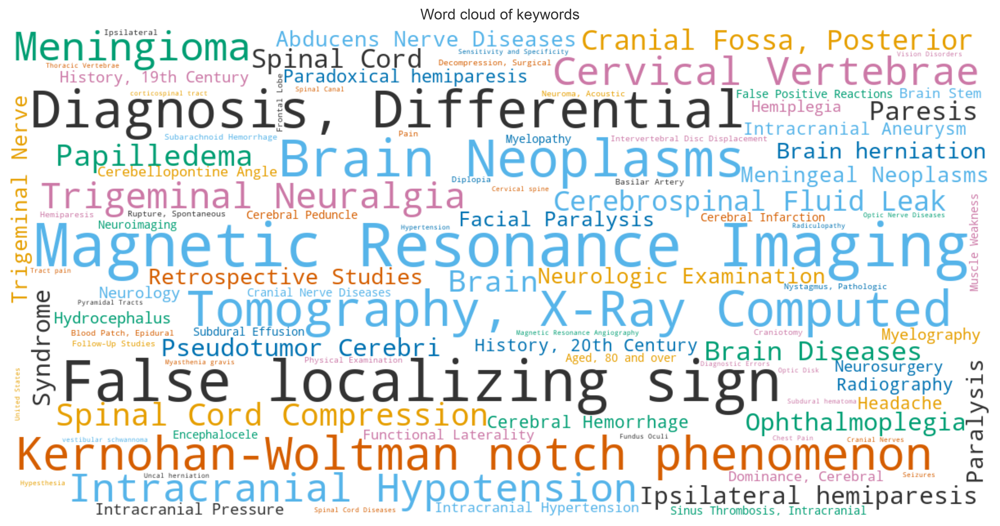 Word cloud of keywords
Meningioma
Ipsilateral
Abducens Nerve Diseases
Cranial Fossa, Posterior
Spinal Cord
Sensitivity and Specificity
Vision Disorders
Thoracic Vertebrae
Decompression, Surgical
Cervical Vertebrae
History, 19th Century
Paradoxical hemiparesis
Frontal Lobe
corticospinal tract
Spinal Canal
Neuroma, Acoustic
False Positive Reactions
Brain Stem
Diagnosis, Differential
Hemiplegia
Paresis
Trigeminal Nerve
Intracranial Aneurysm
Subarachnoid Hemorrhage
Pain
Myelopathy
Intervertebral Disc Displacement
Papilledema
Brain Neoplasms
Brain herniation
Cerebellopontine Angle
Meningeal Neoplasms
Diplopia
Basilar Artery
Trigeminal Neuralgia
Cervical spine
Cerebrospinal Fluid Leak
Muscle Weakness
Hemiparesis
Rupture, Spontaneous
Cerebral Peduncle
Facial Paralysis
Cerebral Infarction
Optic Nerve Diseases
Neuroimaging
Hypertension
Radiculopathy
Magnetic Resonance Imaging
Tract pain
Retrospective Studies
Brain
Neurologic Examination
Nystagmus, Pathologic
Neurology
Cranial Nerve Diseases
Pyramidal Tracts
Tomography, X-Ray Computed
Syndrome
Hydrocephalus
Blood Patch, Epidural
Subdural Effusion
Magnetic Resonance Angiography
Craniotomy
Myelography
Follow-Up Studies
Pseudotumor Cerebri
History, 20th Century
Brain Diseases
Myasthenia gravis
Physical Examination
Aged, 80 and over
Diagnostic Errors
Optic Disk
Neurosurgery
False localizing sign
Radiography
United States
Subdural hematoma
Headache
Paralysis
Spinal Cord Compression
Cerebral Hemorrhage
Ophthalmoplegia
Encephalocele
Functional Laterality
Fundus Oculi
Chest Pain
Cranial Nerves
vestibular schwannoma
Kernohan-Woltman notch phenomenon
Uncal herniation
Dominance, Cerebral
Seizures
Hypesthesia
Intracranial Hypotension
Ipsilateral hemiparesis
Intracranial Pressure
Spinal Cord Diseases
Intracranial Hypertension
Sinus Thrombosis, Intracranial